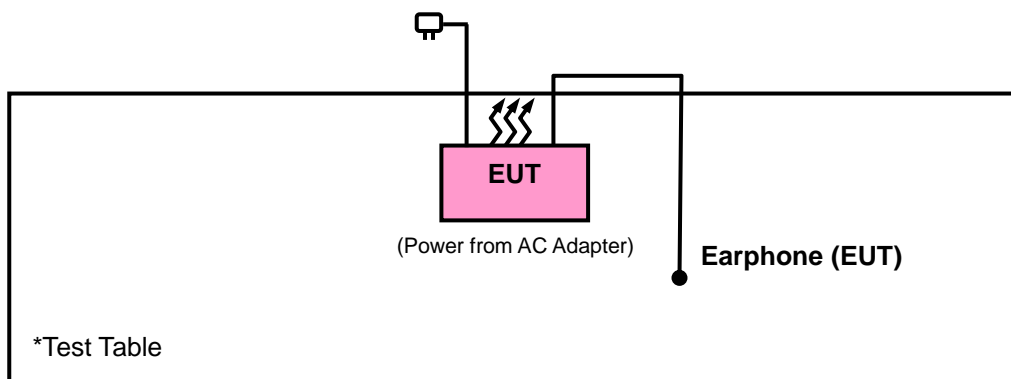 EUT
(Power from AC Adapter)
Earphone (EUT)
*Test Table